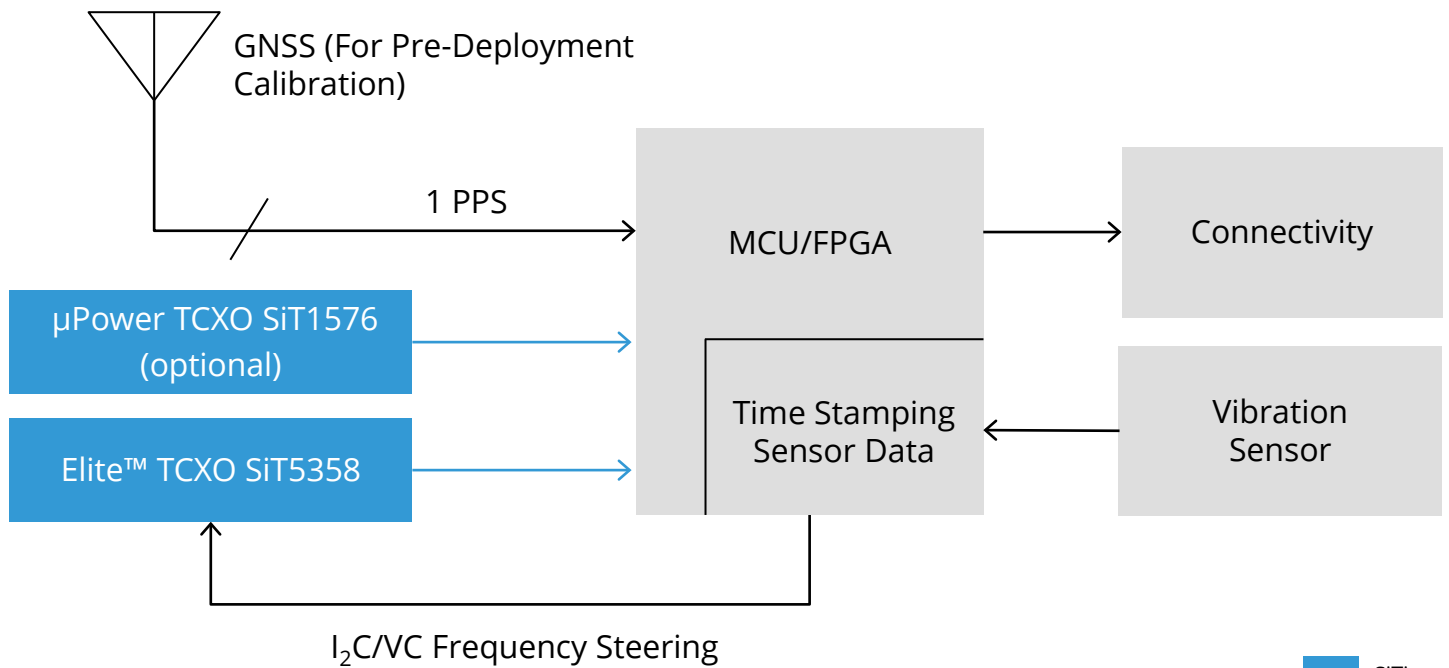 GNSS (For Pre-Deployment
Calibration)
1 PPS
MCU/FPGA
Connectivity
µPower TCXO SiT1576
(optional)
Elite™ TCXO SiT5358
Time Stamping
Sensor Data
Vibration
Sensor
I₂C/VC Frequency Steering